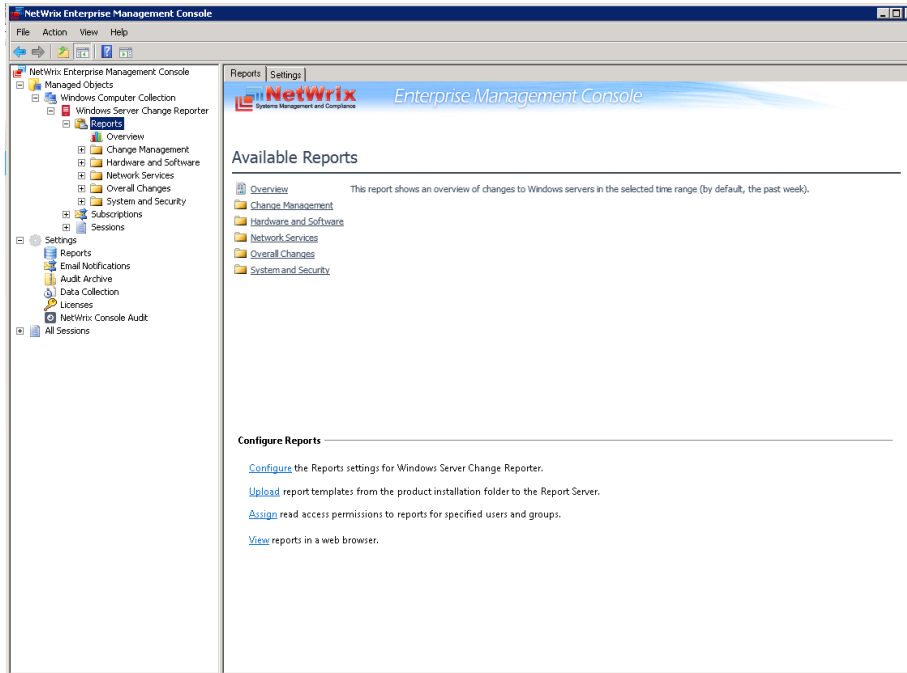 NetWrix Enterprise Management Console
File Action View Help
NetWrix Enterprise Management Console
Managed Objects
Windows Computer Collection
Windows Server Change Reporter
Reports
Overview
Change Management
Hardware and Software
Network Services
Overall Changes
System and Security
Subscriptions
Sessions
Settings
Reports
Email Notifications
Audit Archive
Data Collection
Licenses
NetWrix Console Audit
All Sessions
Reports Settings
NetWrix Enterprise Management Console
Systems Management and Compliance
Available Reports
Overview This report shows an overview of changes to Windows servers in the selected time range (by default, the past week).
Change Management
Hardware and Software
Network Services
Overall Changes
System and Security
Configure Reports
Configure the Reports settings for Windows Server Change Reporter.
Upload report templates from the product installation folder to the Report Server.
Assign read access permissions to reports for specified users and groups.
View reports in a web browser.